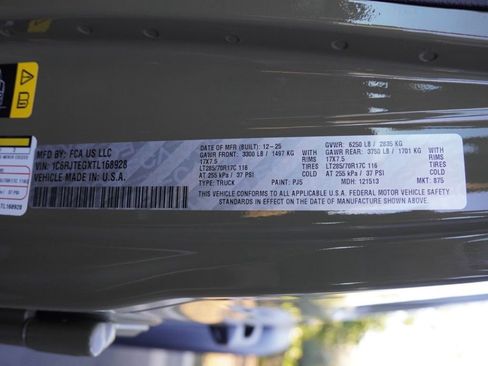 MFD BY: FCA US LLC
VIN: 1C6RJTEGXTL168928
VEHICLE MADE IN U.S.A.
DATE OF MFR (BUILT): 12-25
GAWR FRONT: 3300 LB / 1497 KG
17X7.5 RIMS
LT285/70R17C 116 TIRES
AT 255 kPa / 37 PSI COLD
TYPE: TRUCK PAINT: PJ5
GVWR: 6250 LB / 2835 KG
GAWR REAR: 3750 LB / 1701 KG
17X7.5 WITH RIMS
LT285/70R17C 116 TIRES
AT 255 kPa / 37 PSI COLD
MDH: 121513 MKT: 875
THIS VEHICLE CONFORMS TO ALL APPLICABLE U.S.A. FEDERAL MOTOR VEHICLE SAFETY
STANDARDS IN EFFECT ON THE DATE OF MANUFACTURE SHOWN ABOVE.
TL168928